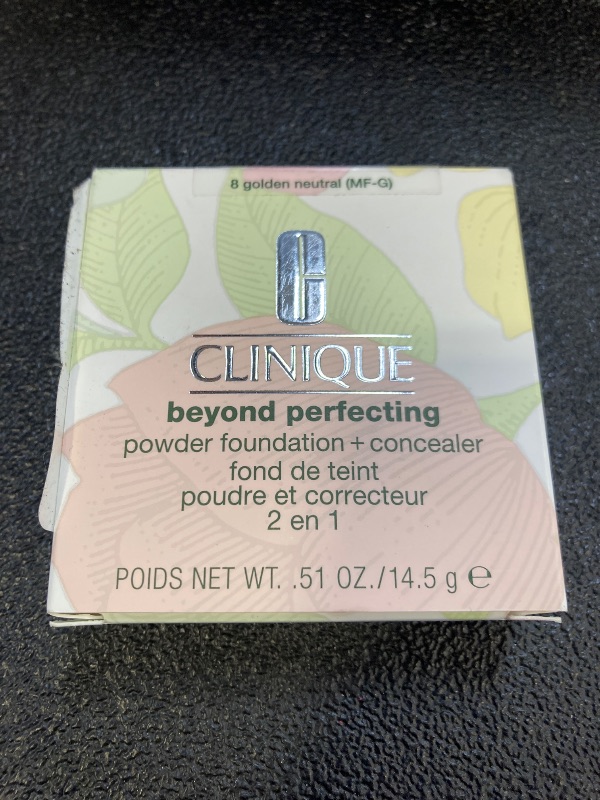 8 golden neutral (MF-G)
CLINIQUE
beyond perfecting
powder foundation + concealer
fond de teint
poudre et correcteur
2 en 1
POIDS NET WT. .51 OZ./14.5 g ℮